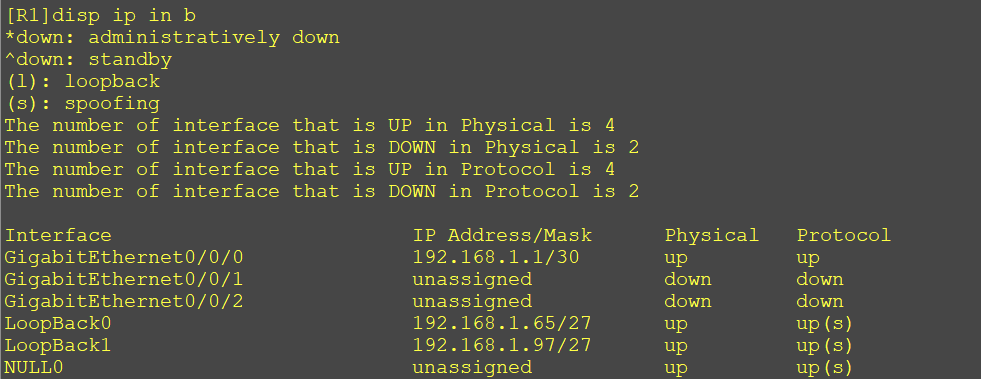 [R1]disp ip in b
*down: administratively down
^down: standby
(l): loopback
(s): spoofing
The number of interface that is UP in Physical is 4
The number of interface that is DOWN in Physical is 2
The number of interface that is UP in Protocol is 4
The number of interface that is DOWN in Protocol is 2
Interface IP Address/Mask Physical Protocol
GigabitEthernet0/0/0 192.168.1.1/30 up up
GigabitEthernet0/0/1 unassigned down down
GigabitEthernet0/0/2 unassigned down down
LoopBack0 192.168.1.65/27 up up(s)
LoopBack1 192.168.1.97/27 up up(s)
NULL0 unassigned up up(s)